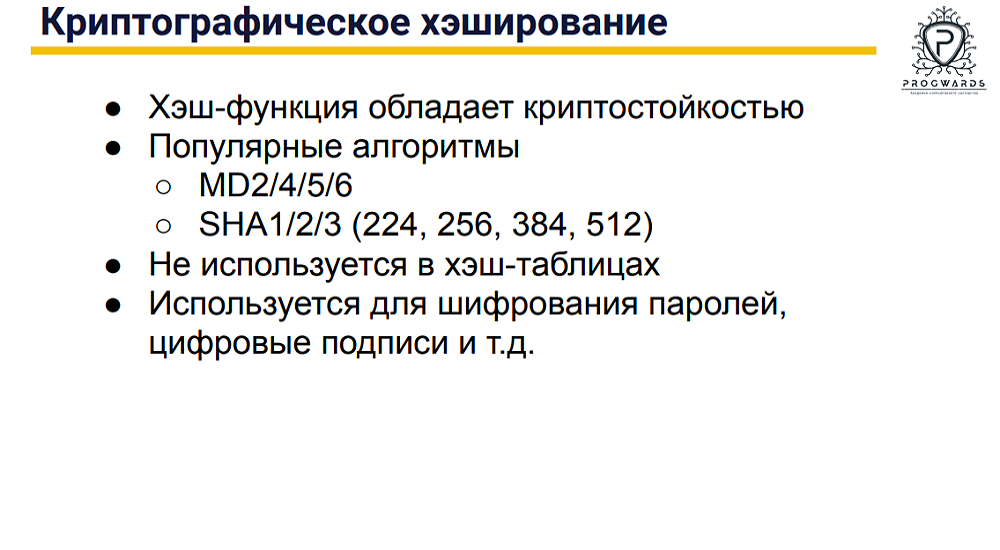 Криптографическое хэширование
PROGWARDS
● Хэш-функция обладает криптостойкостью
● Популярные алгоритмы
○ MD2/4/5/6
○ SHA1/2/3 (224, 256, 384, 512)
● Не используется в хэш-таблицах
● Используется для шифрования паролей,
цифровые подписи и т.д.